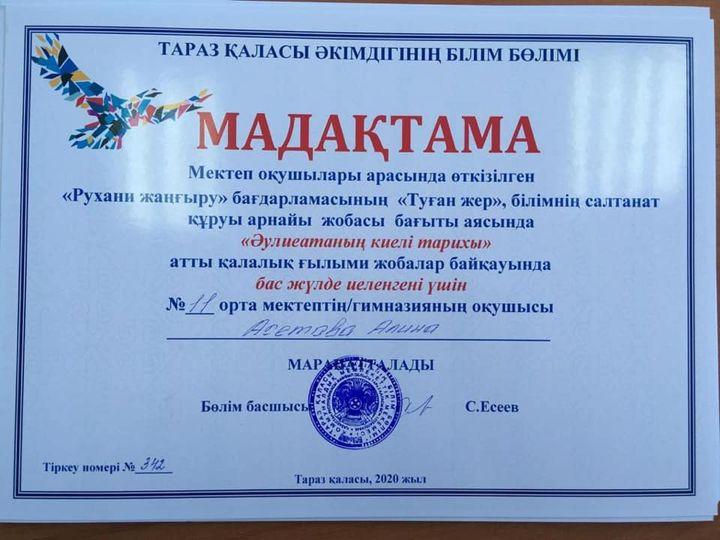 ТАРАЗ ҚАЛАСЫ ӘКІМДІГІНІҢ БІЛІМ БӨЛІМІ
МАДАҚТАМА
Мектеп оқушылары арасында өткізілген
«Рухани жаңғыру» бағдарламасының «Туған жер», білімнің салтанат
құруы арнайы жобасы бағыты аясында
«Әулиеатаның киелі тарихы»
атты қалалық ғылыми жобалар байқауында
бас жүлде иеленгені үшін
№ 11 орта мектептің/гимназияның оқушысы
Асетова Алина
МАРАПАТТАЛАДЫ
Бөлім басшысы С.Есеев
Тіркеу номері № 342
Тараз қаласы, 2020 жыл